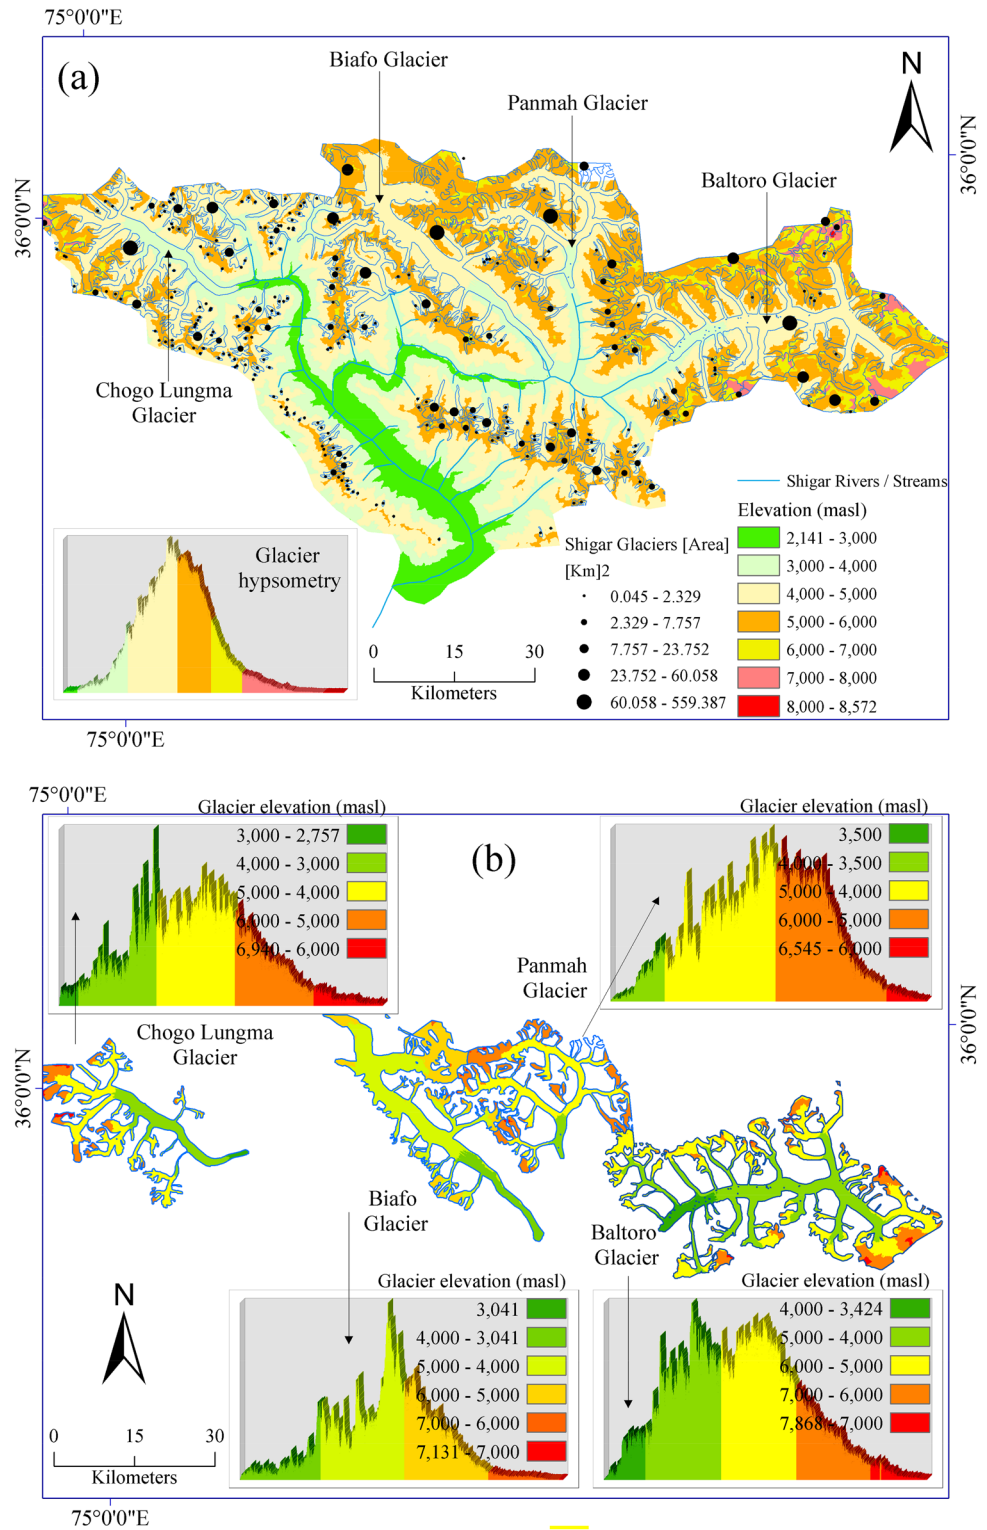 75°0'0"E
(a)
Biafo Glacier
Panmah Glacier
N
Baltoro Glacier
36°0'0"N
36°0'0"N
Chogo Lungma
Glacier
Shigar Rivers / Streams
Elevation (masl)
2,141 - 3,000
3,000 - 4,000
4,000 - 5,000
5,000 - 6,000
6,000 - 7,000
7,000 - 8,000
8,000 - 8,572
Shigar Glaciers [Area]
[Km]2
0.045 - 2.329
2.329 - 7.757
7.757 - 23.752
23.752 - 60.058
60.058 - 559.387
Glacier
hypsometry
0 15 30
Kilometers
75°0'0"E
75°0'0"E
(b)
Glacier elevation (masl)
3,000 - 2,757
4,000 - 3,000
5,000 - 4,000
6,000 - 5,000
6,940 - 6,000
Glacier elevation (masl)
3,500
4,000 - 3,500
5,000 - 4,000
6,000 - 5,000
6,545 - 6,000
Panmah
Glacier
Chogo Lungma
Glacier
36°0'0"N
36°0'0"N
Biafo
Glacier
Baltoro
Glacier
N
Glacier elevation (masl)
3,041
4,000 - 3,041
5,000 - 4,000
6,000 - 5,000
7,000 - 6,000
7,131 - 7,000
Glacier elevation (masl)
4,000 - 3,424
5,000 - 4,000
6,000 - 5,000
7,000 - 6,000
7,868 - 7,000
0 15 30
Kilometers
75°0'0"E